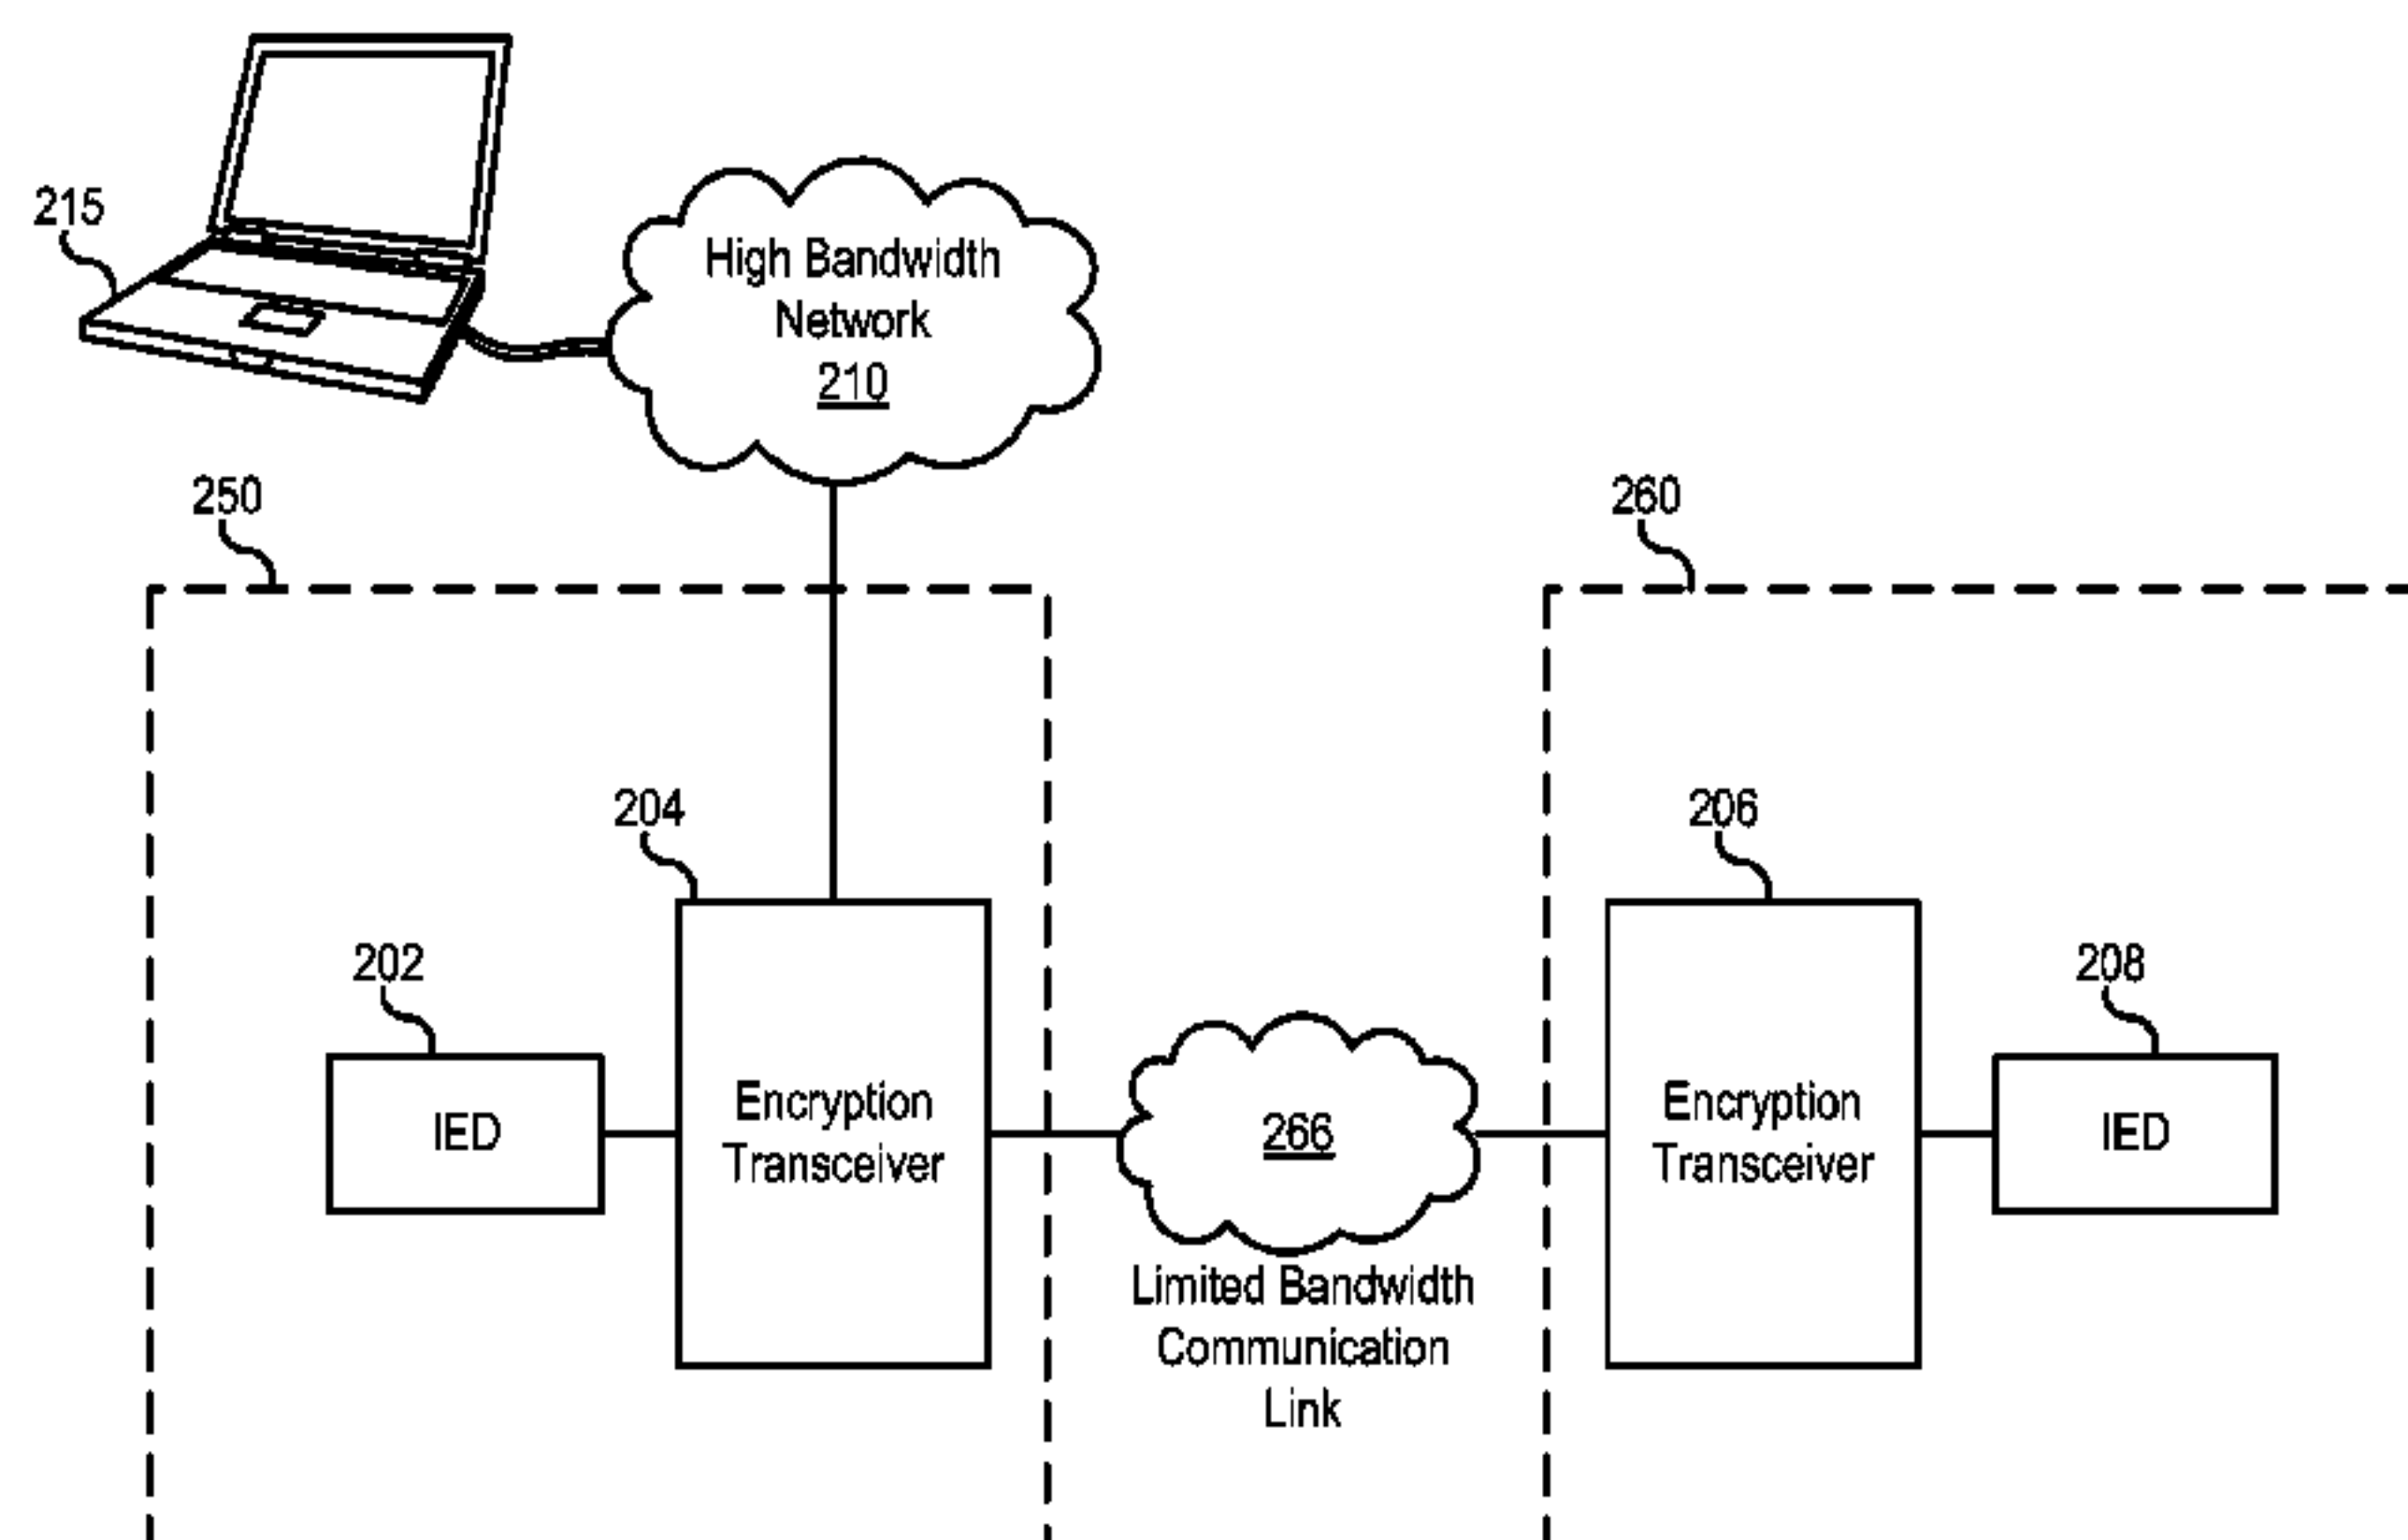 215
High Bandwidth
Network
210
250
260
204
206
202
208
IED
Encryption
Transceiver
266
Encryption
Transceiver
IED
Limited Bandwidth
Communication
Link